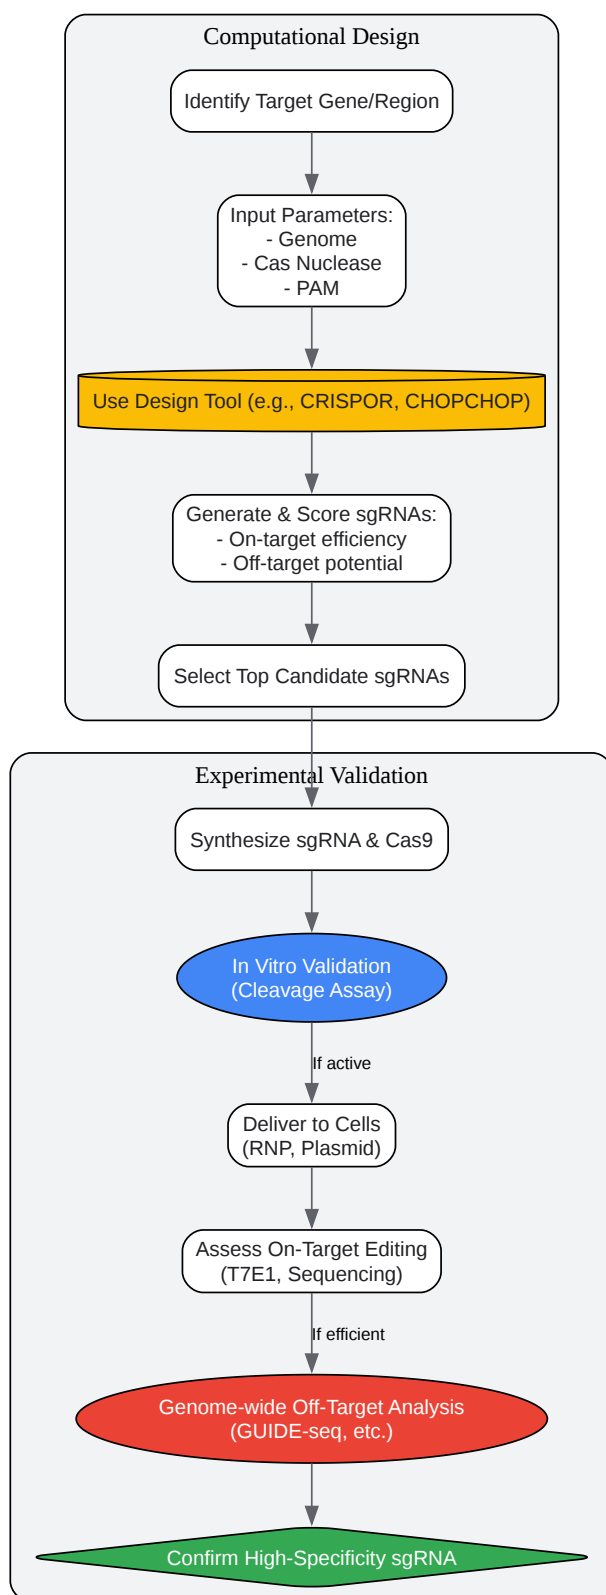 Computational Design
Identify Target Gene/Region
Input Parameters:
- Genome
- Cas Nuclease
- PAM
Use Design Tool (e.g., CRISPOR, CHOPCHOP)
Generate & Score sgRNAs:
- On-target efficiency
- Off-target potential
Select Top Candidate sgRNAs
Experimental Validation
Synthesize sgRNA & Cas9
In Vitro Validation
(Cleavage Assay)
If active
Deliver to Cells
(RNP, Plasmid)
Assess On-Target Editing
(T7E1, Sequencing)
If efficient
Genome-wide Off-Target Analysis
(GUIDE-seq, etc.)
Confirm High-Specificity sgRNA